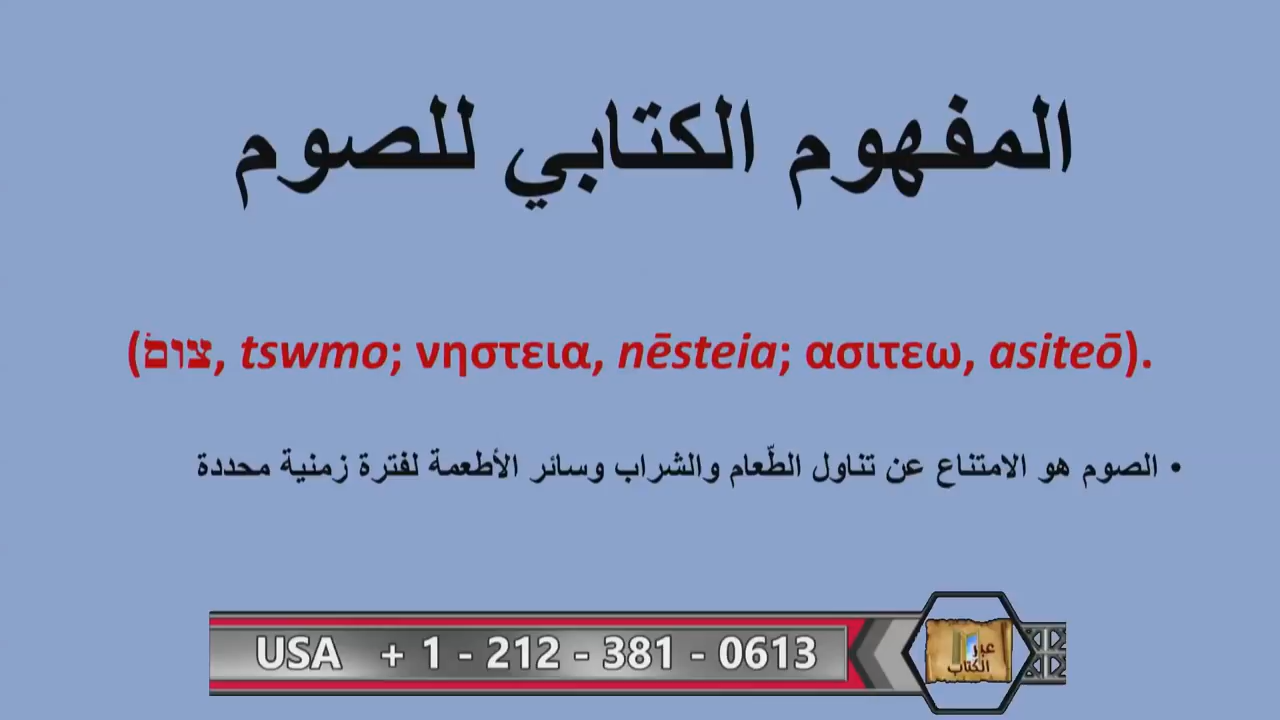 المفهوم الكتابي للصوم
(צוםֹ, tswmo; νηστεια, nēsteia; ασιτεω, asiteō).
• الصوم هو الامتناع عن تناول الطّعام والشراب وسائر الأطعمة لفترة زمنية محددة
USA + 1 - 212 - 381 - 0613
عبر
الكتاب